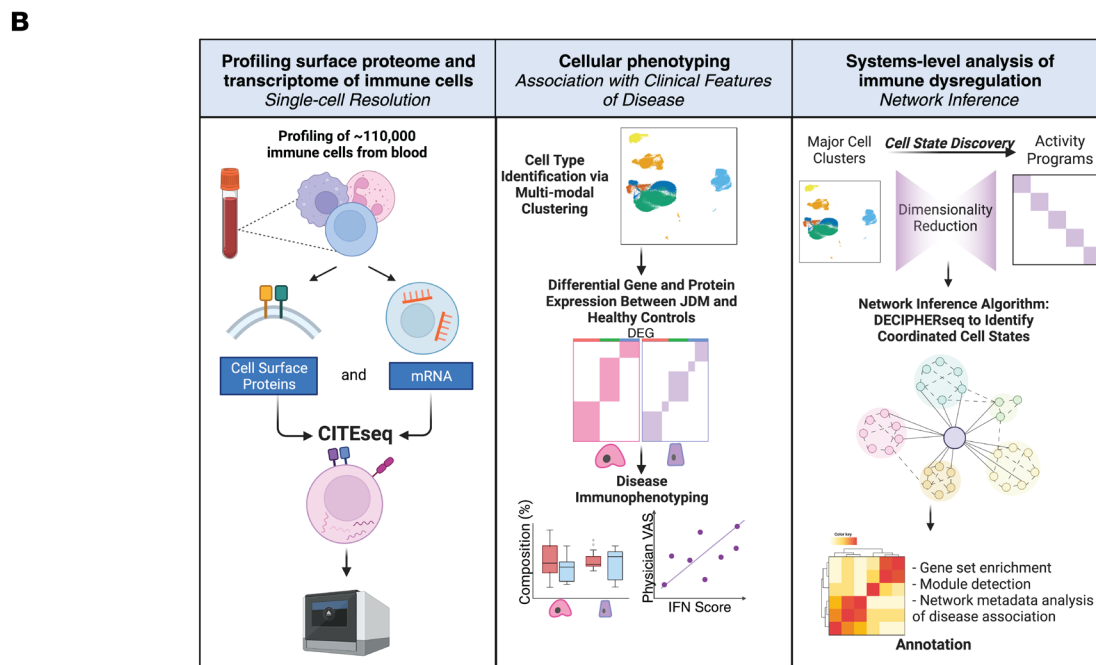 B
Profiling surface proteome and
transcriptome of immune cells
Single-cell Resolution
Profiling of ~110,000
immune cells from blood
Cell Surface
Proteins
and
mRNA
CITEseq
Cellular phenotyping
Association with Clinical Features
of Disease
Cell Type
Identification via
Multi-modal
Clustering
Differential Gene and Protein
Expression Between JDM and
Healthy Controls
DEG
Disease
Immunophenotyping
Composition (%)
Physician VAS
IFN Score
Systems-level analysis of
immune dysregulation
Network Inference
Major Cell
Clusters
Cell State Discovery
Activity
Programs
Dimensionality
Reduction
Network Inference Algorithm:
DECIPHERseq to Identify
Coordinated Cell States
Color key
- Gene set enrichment
- Module detection
- Network metadata analysis
of disease association
Annotation